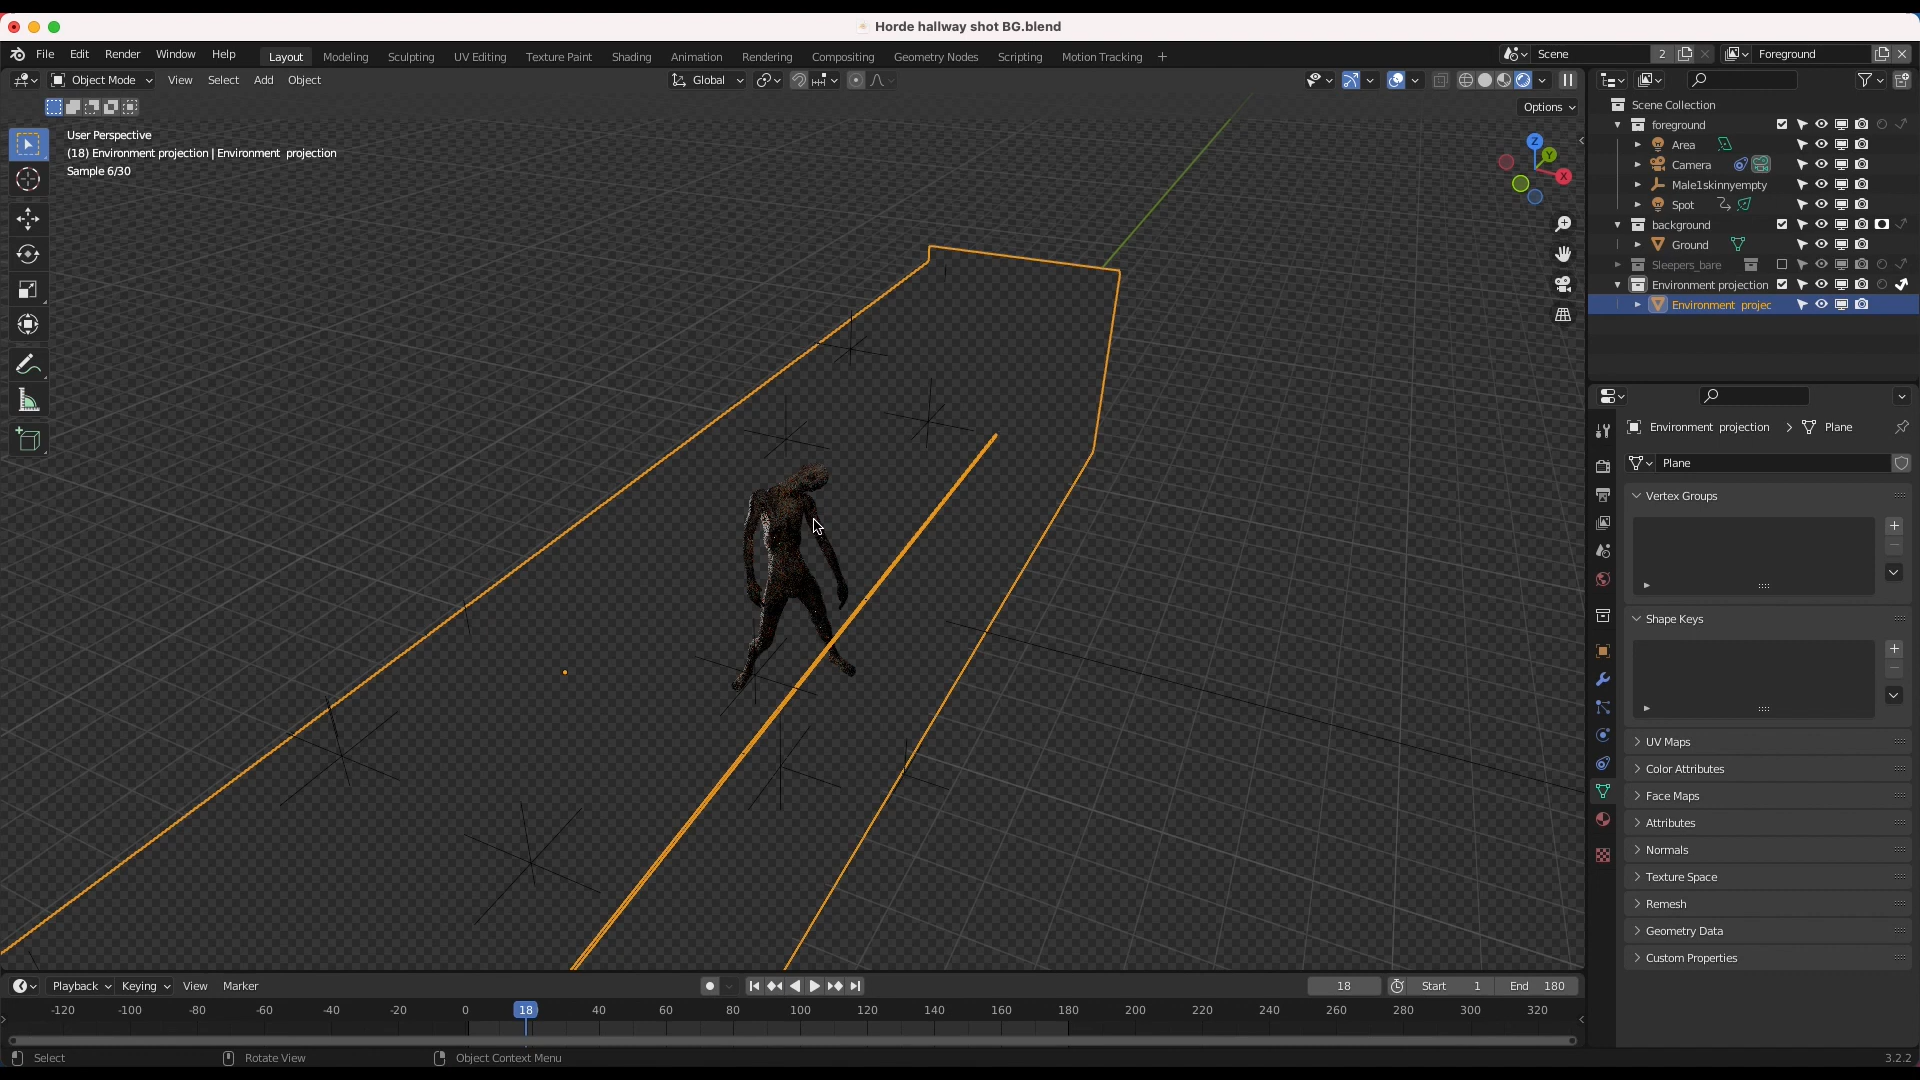 Horde hallway shot BG.blend
File Edit Render Window Help Layout Modeling Sculpting UV Editing Texture Paint Shading Animation Rendering Compositing Geometry Nodes Scripting Motion Tracking + Scene 2 Foreground
Object Mode View Select Add Object Global
Options
User Perspective
(18) Environment projection | Environment projection
Sample 6/30
Z
Y
X
Scene Collection
foreground
Area
Camera
Male1skinnyempty
Spot
background
Ground
Sleepers_bare
Environment projection
Environment projec
Environment projection > Plane
Plane
Vertex Groups
Shape Keys
UV Maps
Color Attributes
Face Maps
Attributes
Normals
Texture Space
Remesh
Geometry Data
Custom Properties
Playback Keying View Marker 18 Start 1 End 180
-120 -100 -80 -60 -40 -20 0 18 40 60 80 100 120 140 160 180 200 220 240 260 280 300 320
Select Rotate View Object Context Menu 3.2.2